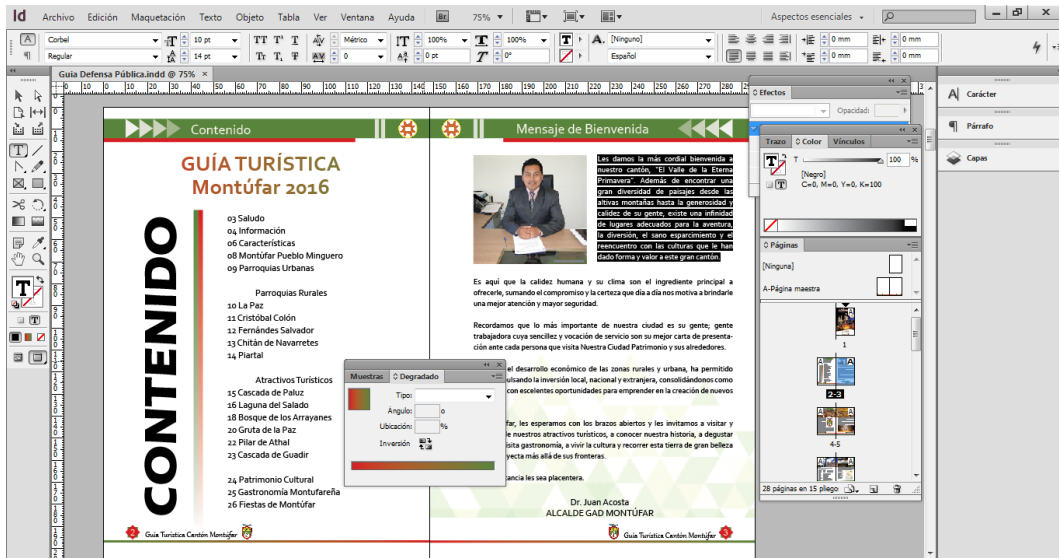 Id Archivo Edición Maquetación Texto Objeto Tabla Ver Ventana Ayuda Br 75% Aspectos esenciales
Corbel 10 pt Métrico 100% 100% [Ninguno] 0 mm 0 mm
Regular 14 pt 0 0 pt 0° Español 0 mm 0 mm
Guia Defensa Pública.indd @ 75% ×
Contenido
GUÍA TURÍSTICA
Montúfar 2016
CONTENIDO
03 Saludo
04 Información
06 Características
08 Montúfar Pueblo Minguero
09 Parroquias Urbanas
Parroquias Rurales
10 La Paz
11 Cristóbal Colón
12 Fernándes Salvador
13 Chitàn de Navarretes
14 Piartal
Atractivos Turísticos
15 Cascada de Paluz
16 Laguna del Salado
18 Bosque de los Arrayanes
20 Gruta de la Paz
22 Pilar de Athal
23 Cascada de Guadir
24 Patrimonio Cultural
25 Gastronomía Montufareña
26 Fiestas de Montúfar
2 Guia Turistica Cantón Montúfar
Mensaje de Bienvenida
Les damos la más cordial bienvenida a
nuestro cantón, "El Valle de la Eterna
Primavera". Además de encontrar una
gran diversidad de paisajes desde las
altivas montañas hasta la generosidad y
calidez de su gente, existe una infinidad
de lugares adecuados para la aventura,
la diversión, el sano esparcimiento y el
reencuentro con las culturas que le han
dado forma y valor a este gran cantón.
Es aquí que la calidez humana y su clima son el ingrediente principal a
ofrecerle, sumando el compromiso y la certeza que día a día nos motiva a brindarle
una mejor atención y mayor seguridad.
Recordamos que lo más importante de nuestra ciudad es su gente; gente
trabajadora cuya sencillez y vocación de servicio son su mejor carta de presenta-
ción ante cada persona que visita Nuestra Ciudad Patrimonio y sus alrededores.
el desarrollo económico de las zonas rurales y urbana, ha permitido
ulsando la inversión local, nacional y extranjera, consolidándonos como
con escelentes oportunidades para emprender en la creación de nuevos
far, les esperamos con los brazos abiertos y les invitamos a visitar y
e nuestros atractivos turísticos, a conocer nuestra historia, a degustar
isita gastronomía, a vivir la cultura y recorrer esta tierra de gran belleza
yecta más allá de sus fronteras.
tancia les sea placentera.
Dr. Juan Acosta
ALCALDE GAD MONTÚFAR
Guia Turistica Cantón Montúfar 3
Muestras Degradado
Tipo:
Ángulo: o
Ubicación: %
Inversión
Efectos
Opacidad:
Trazo Color Vínculos
T 100 %
[Negro]
C=0, M=0, Y=0, K=100
Páginas
[Ninguna]
A-Página maestra
1
2-3
4-5
28 páginas en 15 pliego
Carácter
Párrafo
Capas